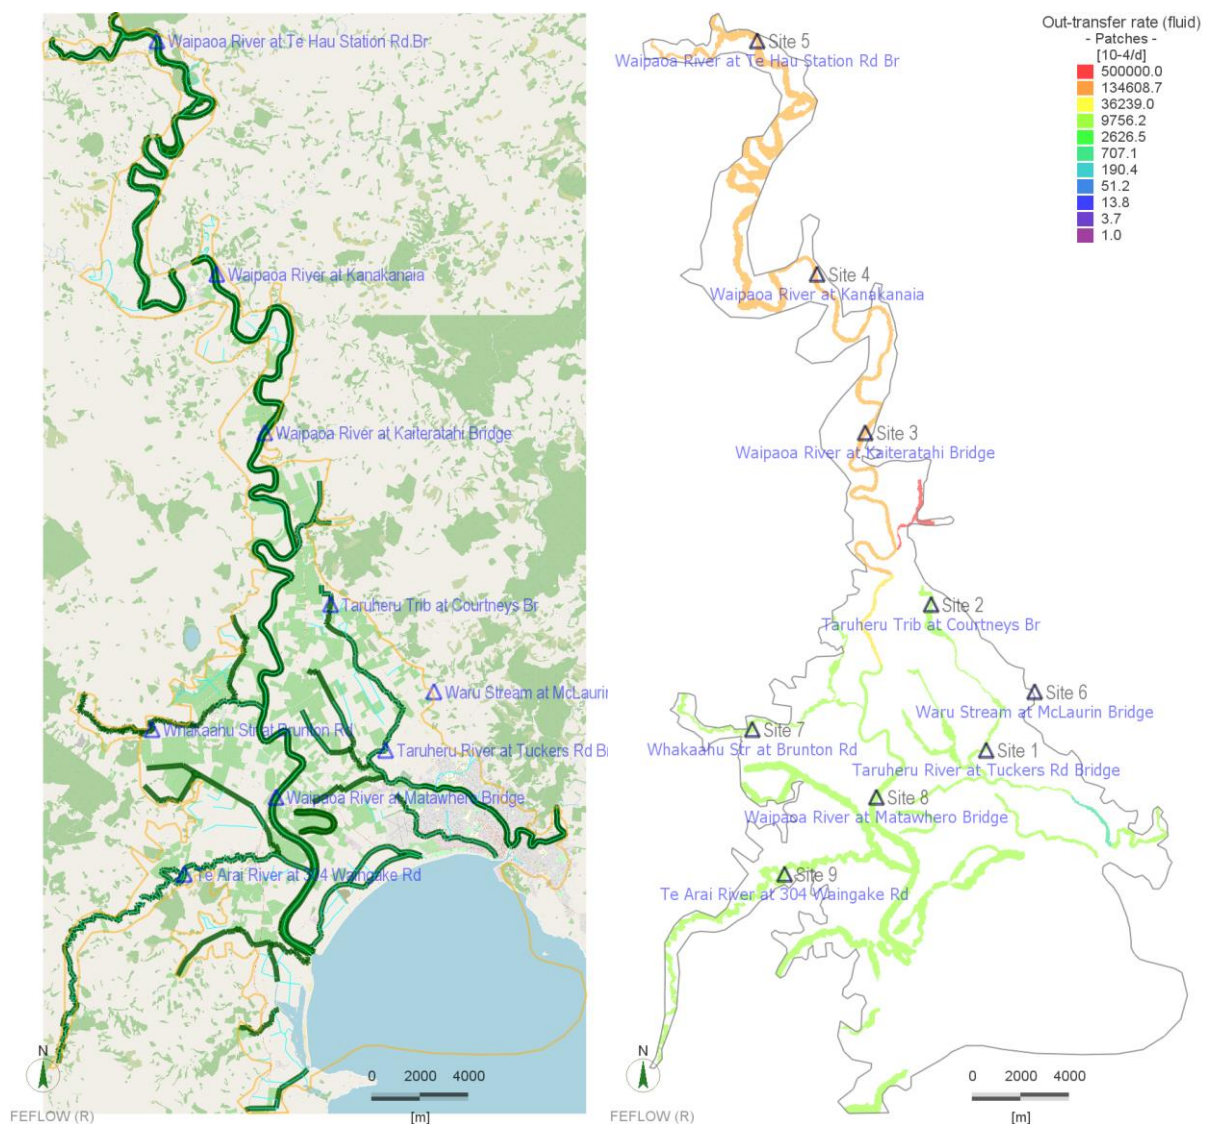 Waipaoa River at Te Hau Station Rd.Br
Waipaoa River at Kanakanaia
Waipaoa River at Kaiteratahi Bridge
Taruheru Trib at Courtneys Br
Waru Stream at McLaurin
Whakaahu Str at Brunton Rd
Taruheru River at Tuckers Rd B
Waipaoa River at Matawhero Bridge
Te Arai River at 304 Waingake Rd
N
0 2000 4000
[m]
FEFLOW (R)
Out-transfer rate (fluid)
- Patches -
[10-4/d]
500000.0
134608.7
36239.0
9756.2
2626.5
707.1
190.4
51.2
13.8
3.7
1.0
Site 5
Waipaoa River at Te Hau Station Rd Br
Site 4
Waipaoa River at Kanakanaia
Site 3
Waipaoa River at Kaiteratahi Bridge
Site 2
Taruheru Trib at Courtneys Br
Site 6
Waru Stream at McLaurin Bridge
Site 7
Whakaahu Str at Brunton Rd
Site 1
Taruheru River at Tuckers Rd Bridge
Site 8
Waipaoa River at Matawhero Bridge
Site 9
Te Arai River at 304 Waingake Rd
N
0 2000 4000
[m]
FEFLOW (R)